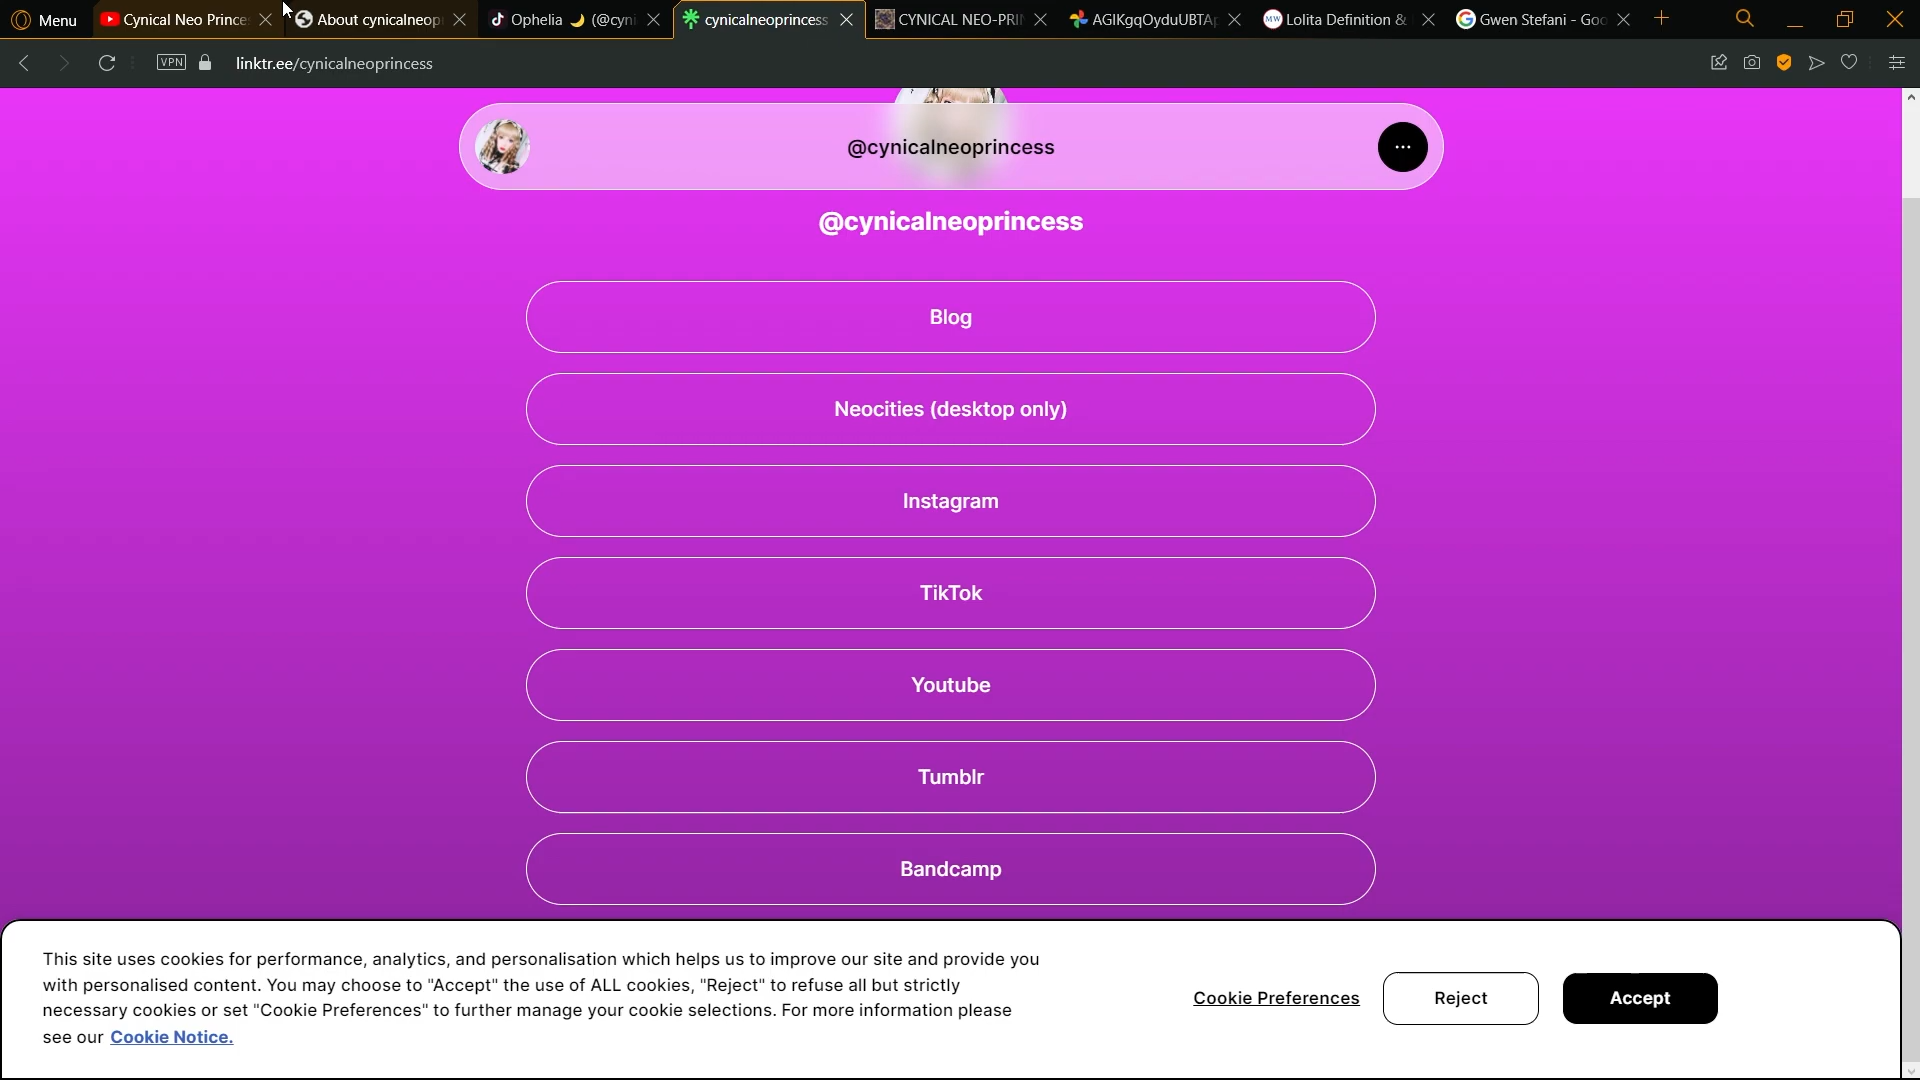 Menu
Cynical Neo Prince
About cynicalneop
Ophelia 🌙 (@cyni
cynicalneoprincess
CYNICAL NEO-PRIN
AGIKgqOyduUBTAp
Lolita Definition &
Gwen Stefani - Goo
VPN
linktr.ee/cynicalneoprincess
@cynicalneoprincess
@cynicalneoprincess
Blog
Neocities (desktop only)
Instagram
TikTok
Youtube
Tumblr
Bandcamp
This site uses cookies for performance, analytics, and personalisation which helps us to improve our site and provide you
with personalised content. You may choose to "Accept" the use of ALL cookies, "Reject" to refuse all but strictly
necessary cookies or set "Cookie Preferences" to further manage your cookie selections. For more information please
see our Cookie Notice.
Cookie Preferences
Reject
Accept